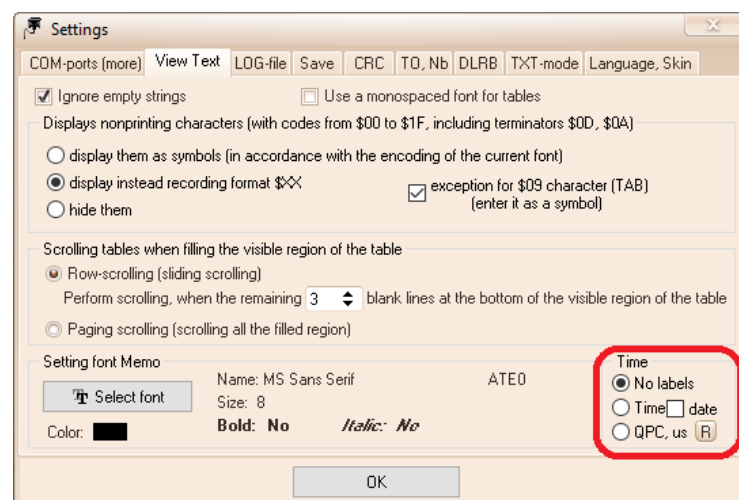 Settings
COM-ports (more) View Text LOG-file Save CRC TO, Nb DLRB TXT-mode Language, Skin
Ignore empty strings Use a monospaced font for tables
Displays nonprinting characters (with codes from $00 to $1F, including terminators $0D, $0A)
display them as symbols (in accordance with the encoding of the current font)
display instead recording format $XX
hide them
exception for $09 character (TAB)
(enter it as a symbol)
Scrolling tables when filling the visible region of the table
Row-scrolling (sliding scrolling)
Perform scrolling, when the remaining 3 blank lines at the bottom of the visible region of the table
Paging scrolling (scrolling all the filled region)
Setting font Memo
Select font
Color:
Name: MS Sans Serif
Size: 8
Bold: No Italic: No
ATE0
Time
No labels
Time date
QPC, us R
OK